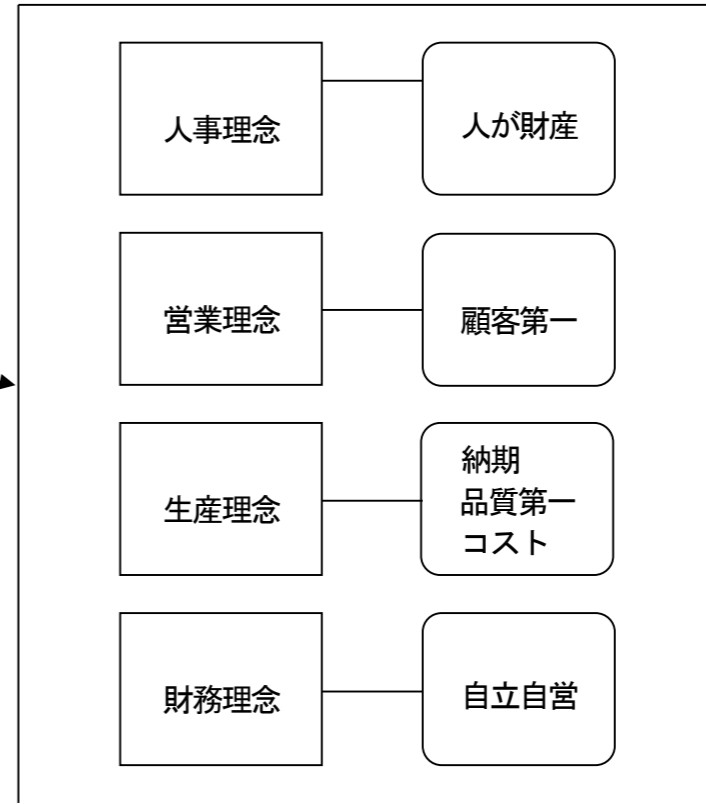 人事理念
人が財産
営業理念
顧客第一
生産理念
納期
品質第一
コスト
財務理念
自立自営